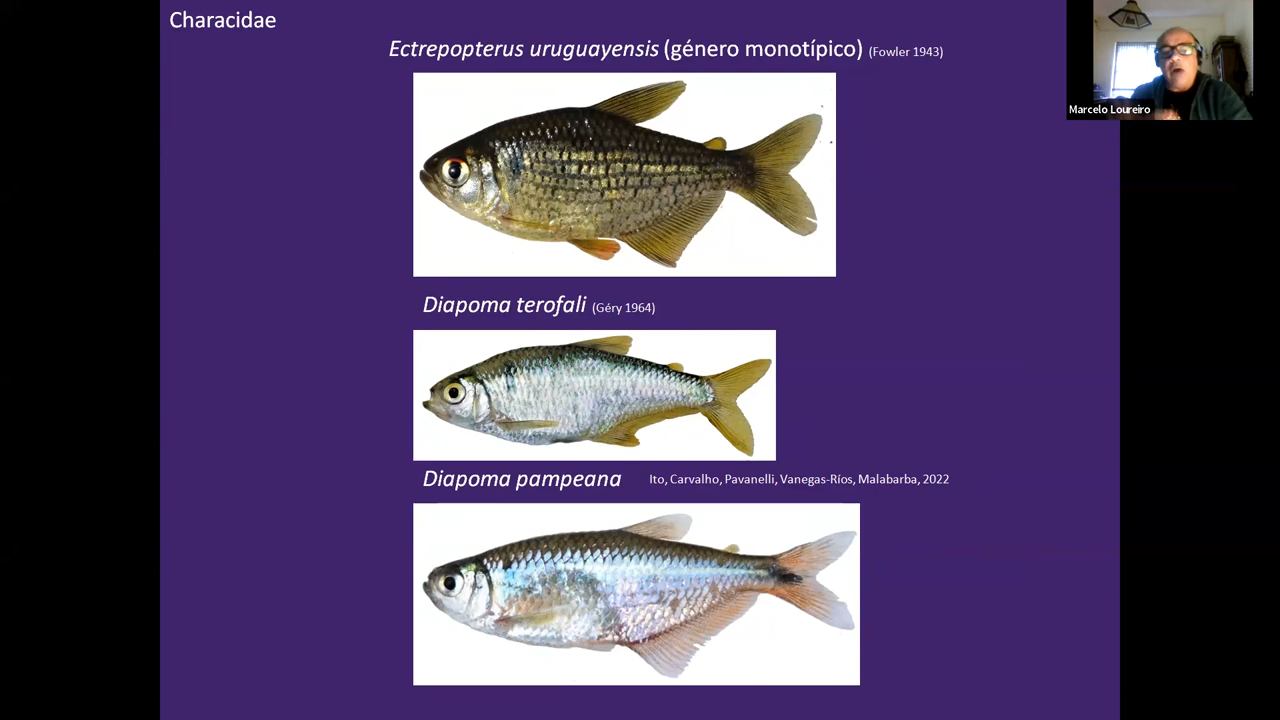 Characidae
Ectrepopterus uruguayensis (género monotípico) (Fowler 1943)
Marcelo Loureiro
Diapoma terofali (Géry 1964)
Diapoma pampeana Ito, Carvalho, Pavanelli, Vanegas-Ríos, Malabarba, 2022